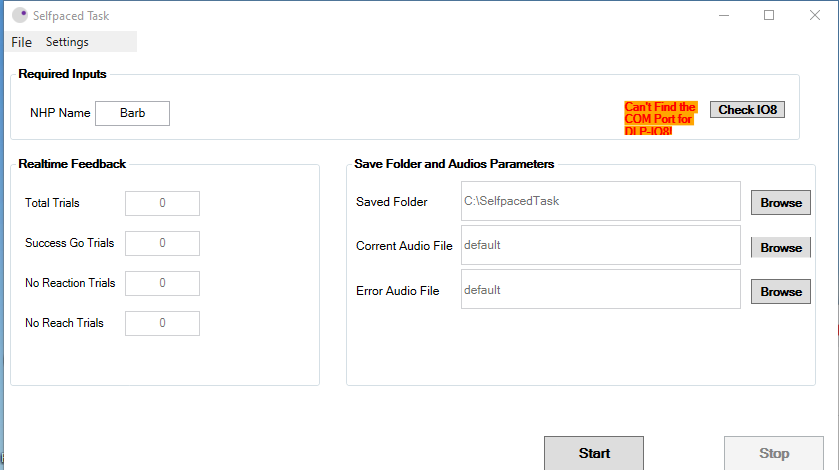 Selfpaced Task
File Settings
Required Inputs
NHP Name Barb
Can't Find the
COM Port for
DLP-IO8!
Check IO8
Realtime Feedback
Total Trials 0
Success Go Trials 0
No Reaction Trials 0
No Reach Trials 0
Save Folder and Audios Parameters
Saved Folder C:\SelfpacedTask Browse
Corrent Audio File default Browse
Error Audio File default Browse
Start Stop